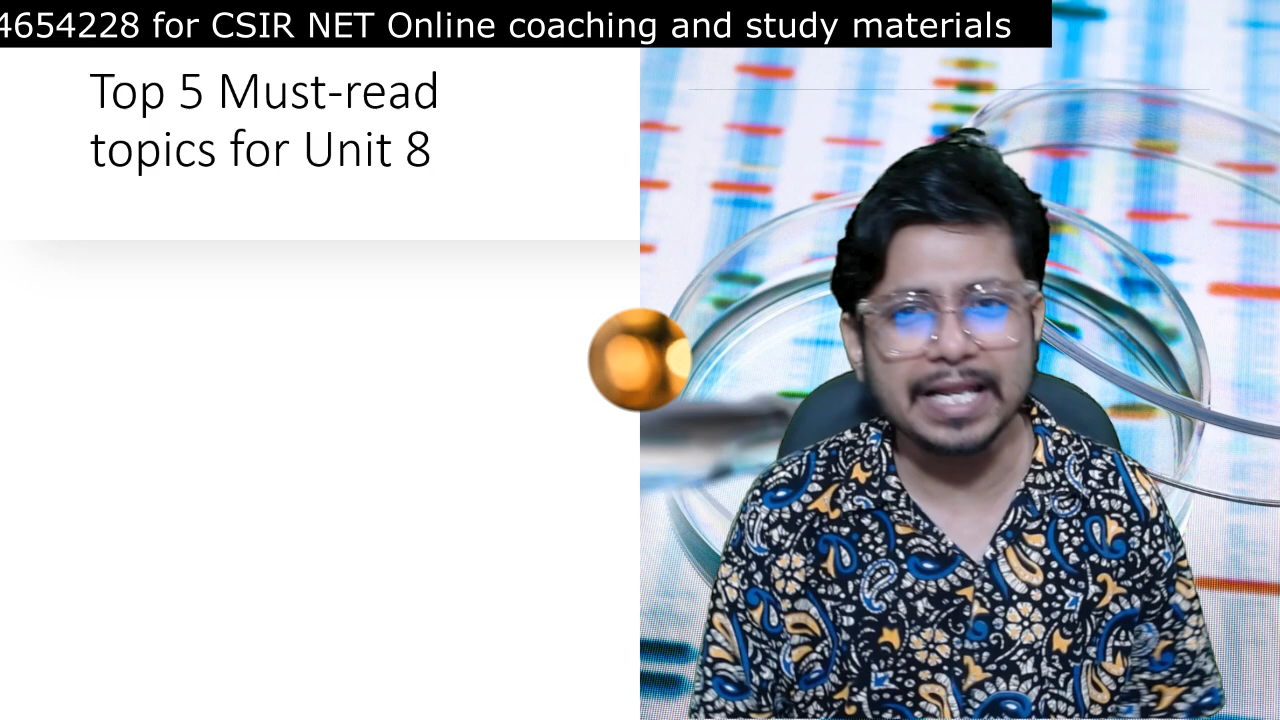 4654228 for CSIR NET Online coaching and study materials
Top 5 Must-read
topics for Unit 8